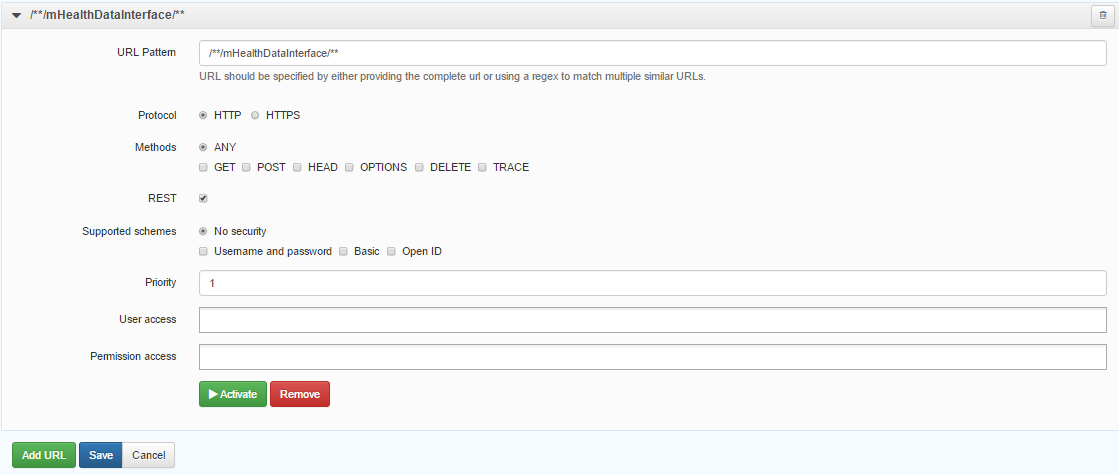 /**/mHealthDataInterface/**
URL Pattern /**/mHealthDataInterface/**
URL should be specified by either providing the complete url or using a regex to match multiple similar URLs.
Protocol HTTP HTTPS
Methods ANY
GET POST HEAD OPTIONS DELETE TRACE
REST
Supported schemes No security
Username and password Basic Open ID
Priority 1
User access
Permission access
Activate Remove
Add URL Save Cancel